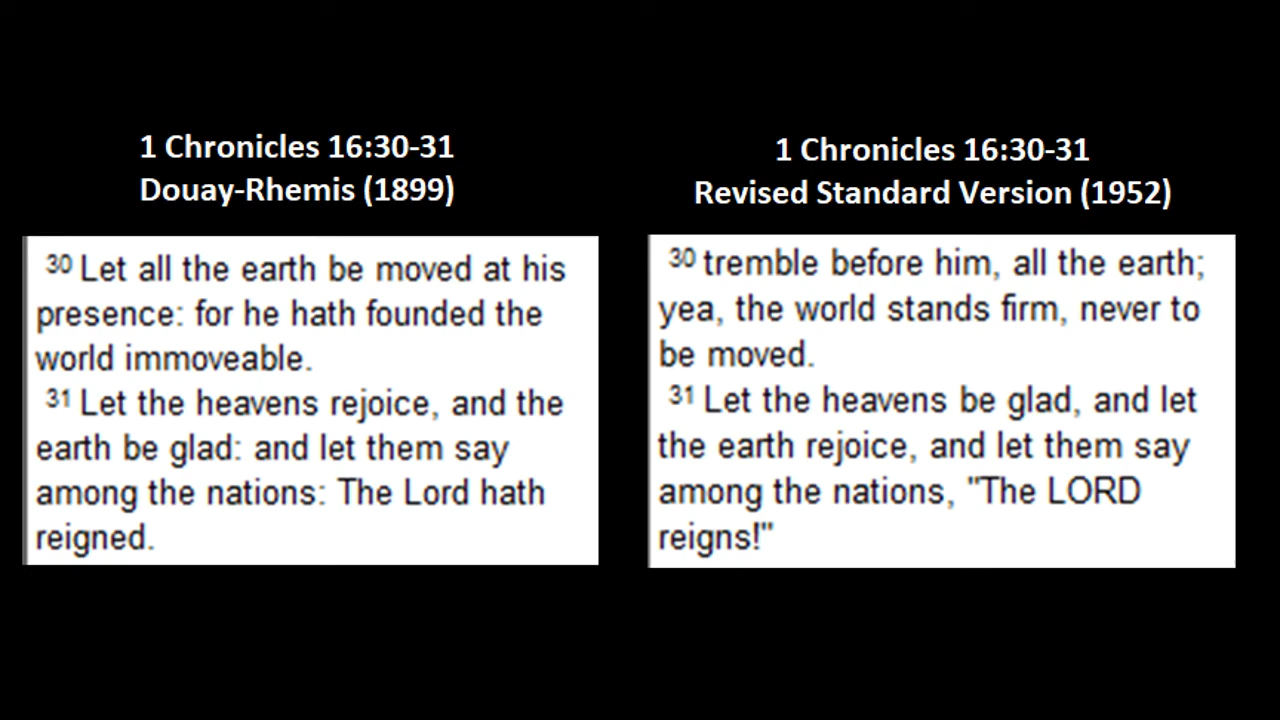 1 Chronicles 16:30-31
Douay-Rhemis (1899)
30 Let all the earth be moved at his
presence: for he hath founded the
world immoveable.
31 Let the heavens rejoice, and the
earth be glad: and let them say
among the nations: The Lord hath
reigned.
1 Chronicles 16:30-31
Revised Standard Version (1952)
30 tremble before him, all the earth;
yea, the world stands firm, never to
be moved.
31 Let the heavens be glad, and let
the earth rejoice, and let them say
among the nations, "The LORD
reigns!"